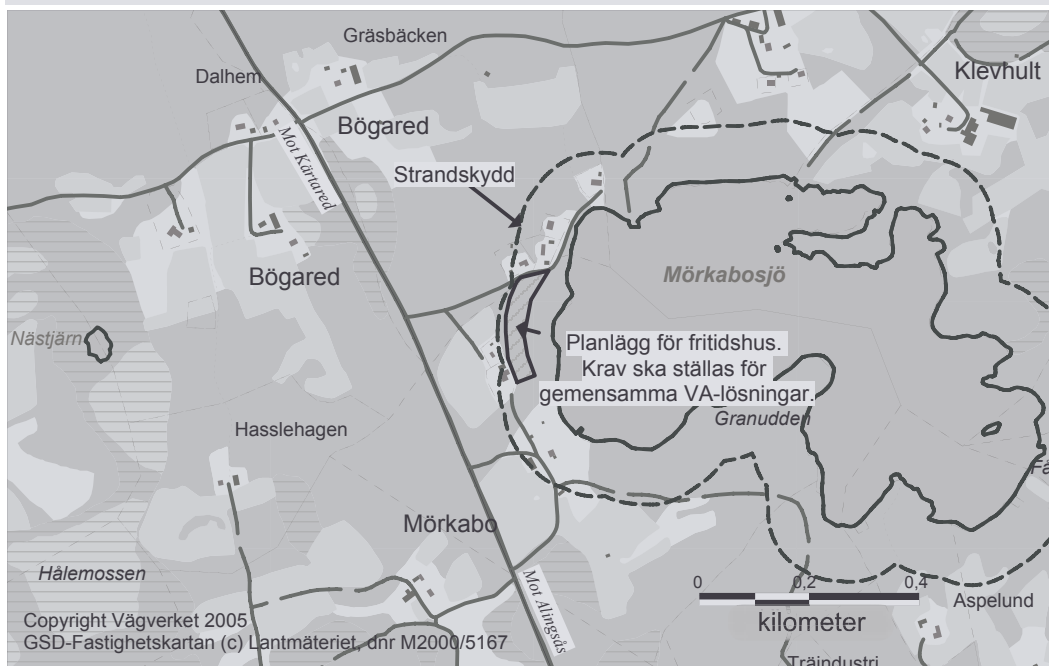 Gräsbäcken
Dalhem
Klevhult
Bögared
Mot Kärtared
Strandskydd
Bögared
Mörkabosjö
Nästjärn
Planlägg för fritidshus.
Krav ska ställas för
gemensamma VA-lösningar.
Granudden
Hasslehagen
Få
Mörkabo
Hålemossen
0 0,2 0,4
kilometer
Aspelund
Mot Alingsås
Copyright Vägverket 2005
GSD-Fastighetskartan (c) Lantmäteriet, dnr M2000/5167
Träindustri